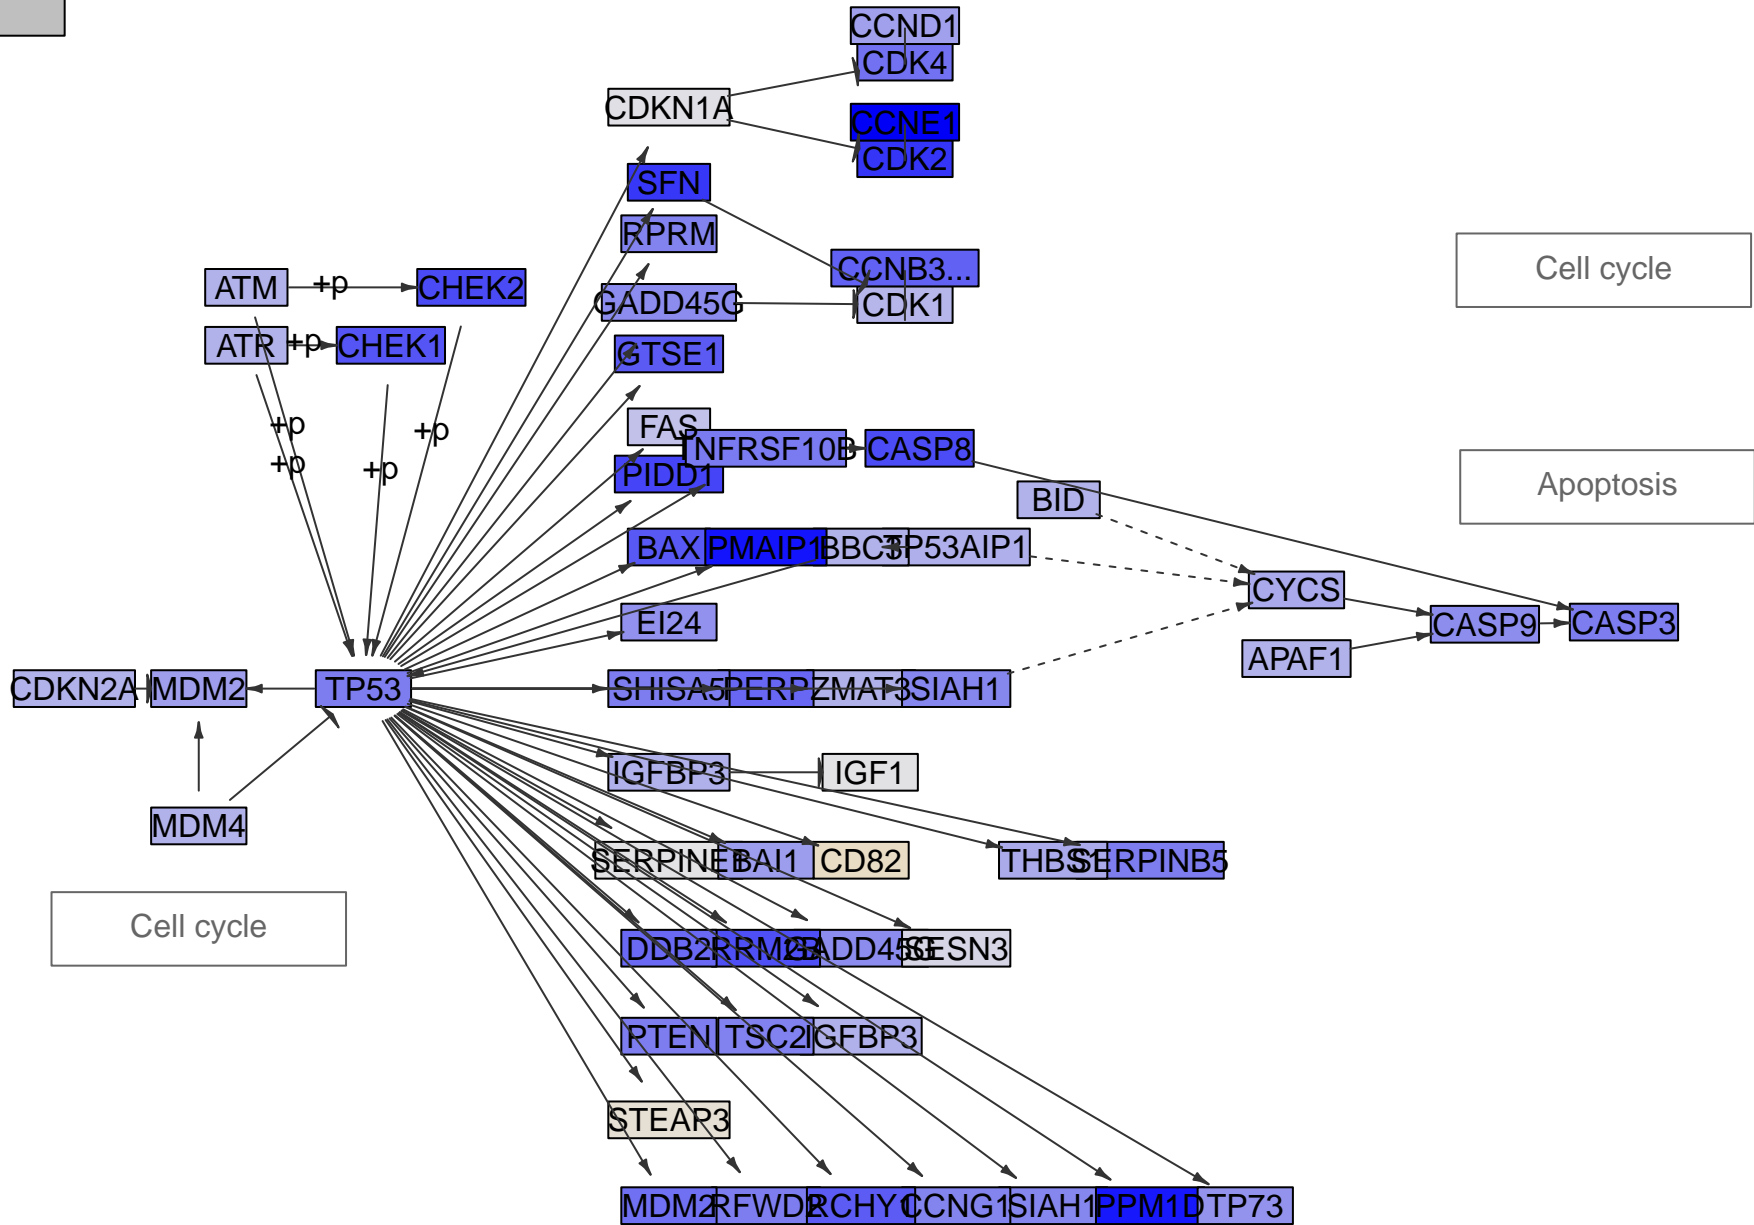 CCND1
CDK4
CDKN1A
CCNE1
CDK2
SFN
RPRM
CCNB3...
Cell cycle
ATM +p CHEK2
GADD45G CDK1
ATR +p CHEK1
GTSE1
+p
FAS
+p
TNFRSF10B CASP8
+p
+p
PIDD1
Apoptosis
BID
BAX PMAIP1 BBC3 TP53AIP1
CYCS
EI24
CASP9 CASP3
APAF1
CDKN2A MDM2 TP53 SHISA5 PERP ZMAT3 SIAH1
IGFBP3 IGF1
MDM4
SERPINE1 BAI1 CD82 THBS1 SERPINB5
Cell cycle
DDB2 RRM2B GADD45G SESN3
PTEN TSC2 IGFBP3
STEAP3
MDM2 RFWD2 RCHY1 CCNG1 SIAH1 PPM1D TP73